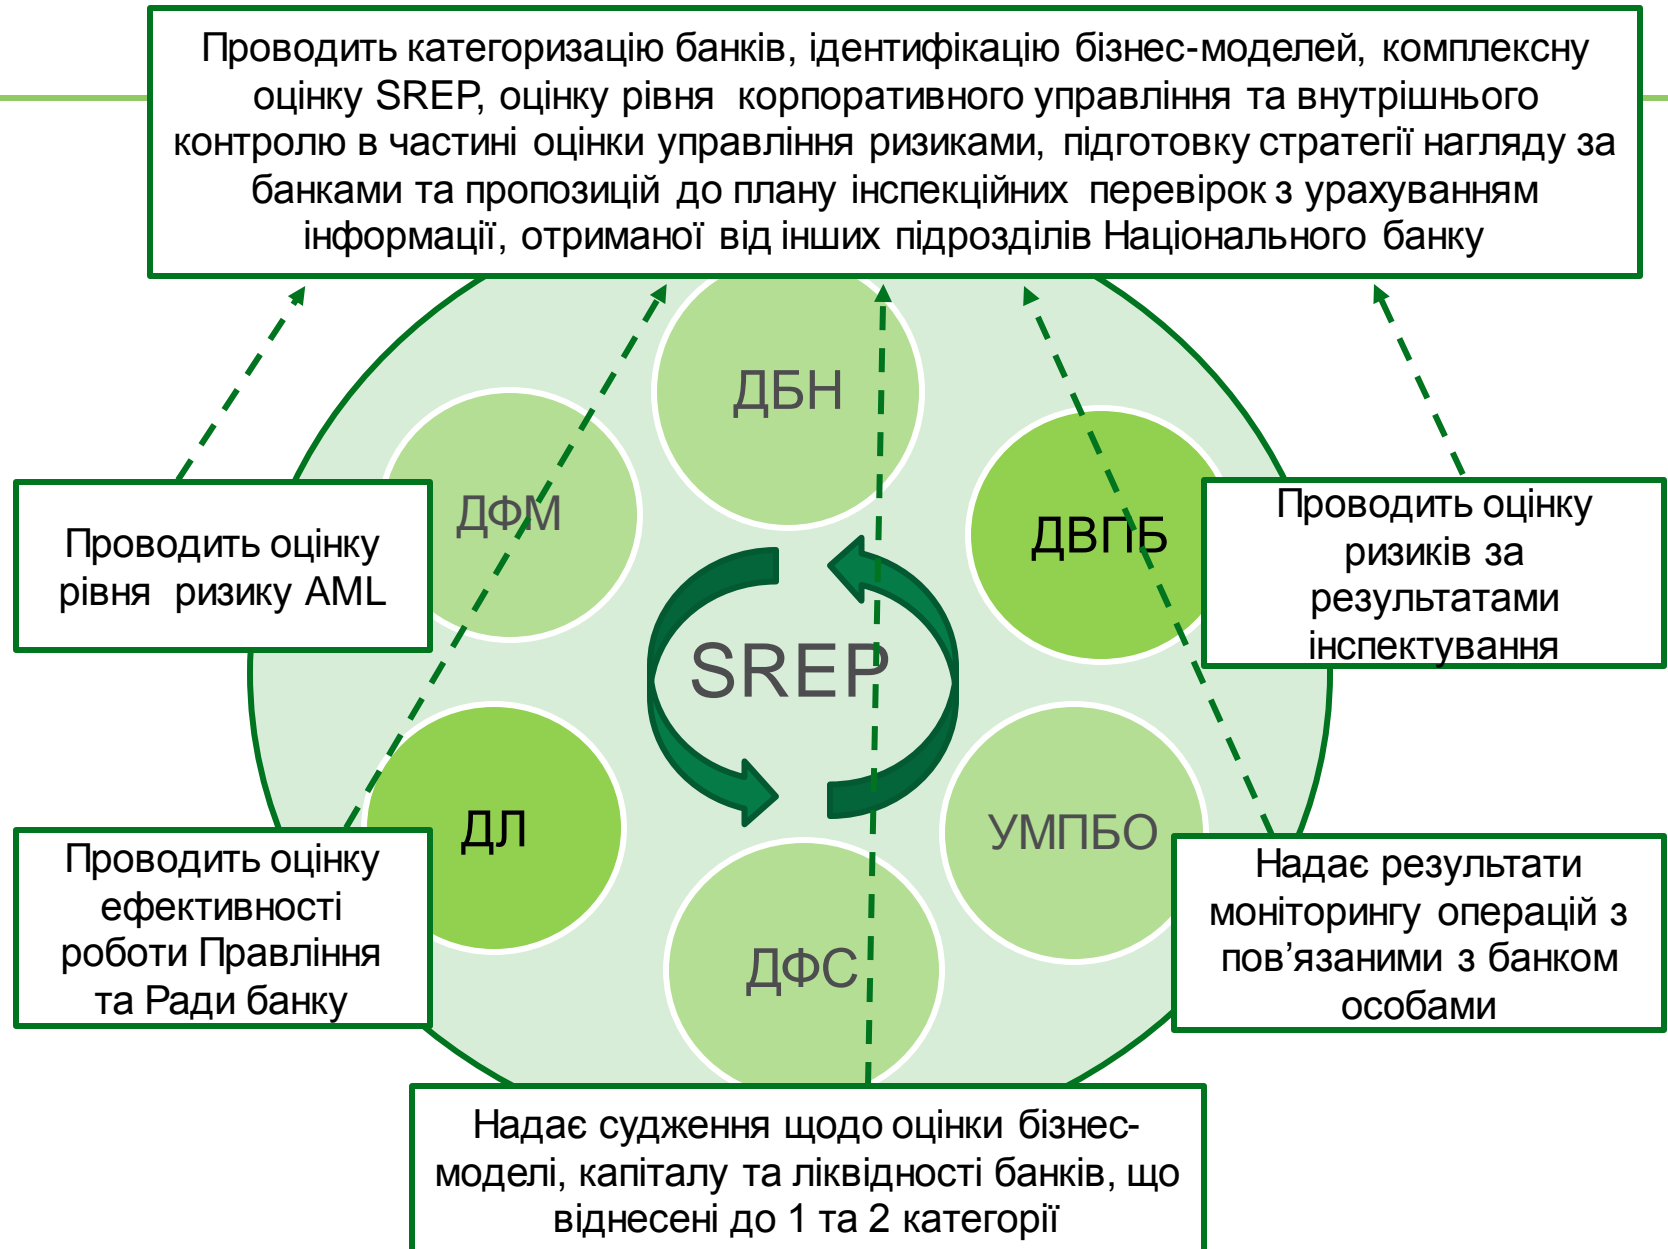 Проводить категоризацію банків, ідентифікацію бізнес-моделей, комплексну
оцінку SREP, оцінку рівня корпоративного управління та внутрішнього
контролю в частині оцінки управління ризиками, підготовку стратегії нагляду за
банками та пропозицій до плану інспекційних перевірок з урахуванням
інформації, отриманої від інших підрозділів Національного банку
ДБН
ДФМ
ДВПБ
Проводить оцінку
рівня ризику AML
Проводить оцінку
ризиків за
результатами
інспектування
SREP
ДЛ
УМПБО
Проводить оцінку
ефективності
роботи Правління
та Ради банку
Надає результати
моніторингу операцій з
пов’язаними з банком
особами
ДФС
Надає судження щодо оцінки бізнес-
моделі, капіталу та ліквідності банків, що
віднесені до 1 та 2 категорії